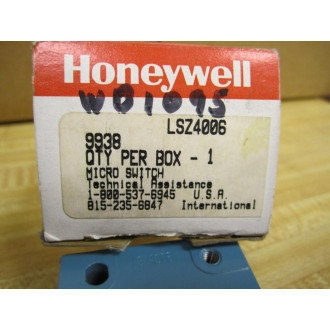 Honeywell
W01095
LSZ4006
9938
QTY PER BOX - 1
MICRO SWITCH
Technical Assistance
1-800-537-6945 U.S.A.
815-235-6847 International